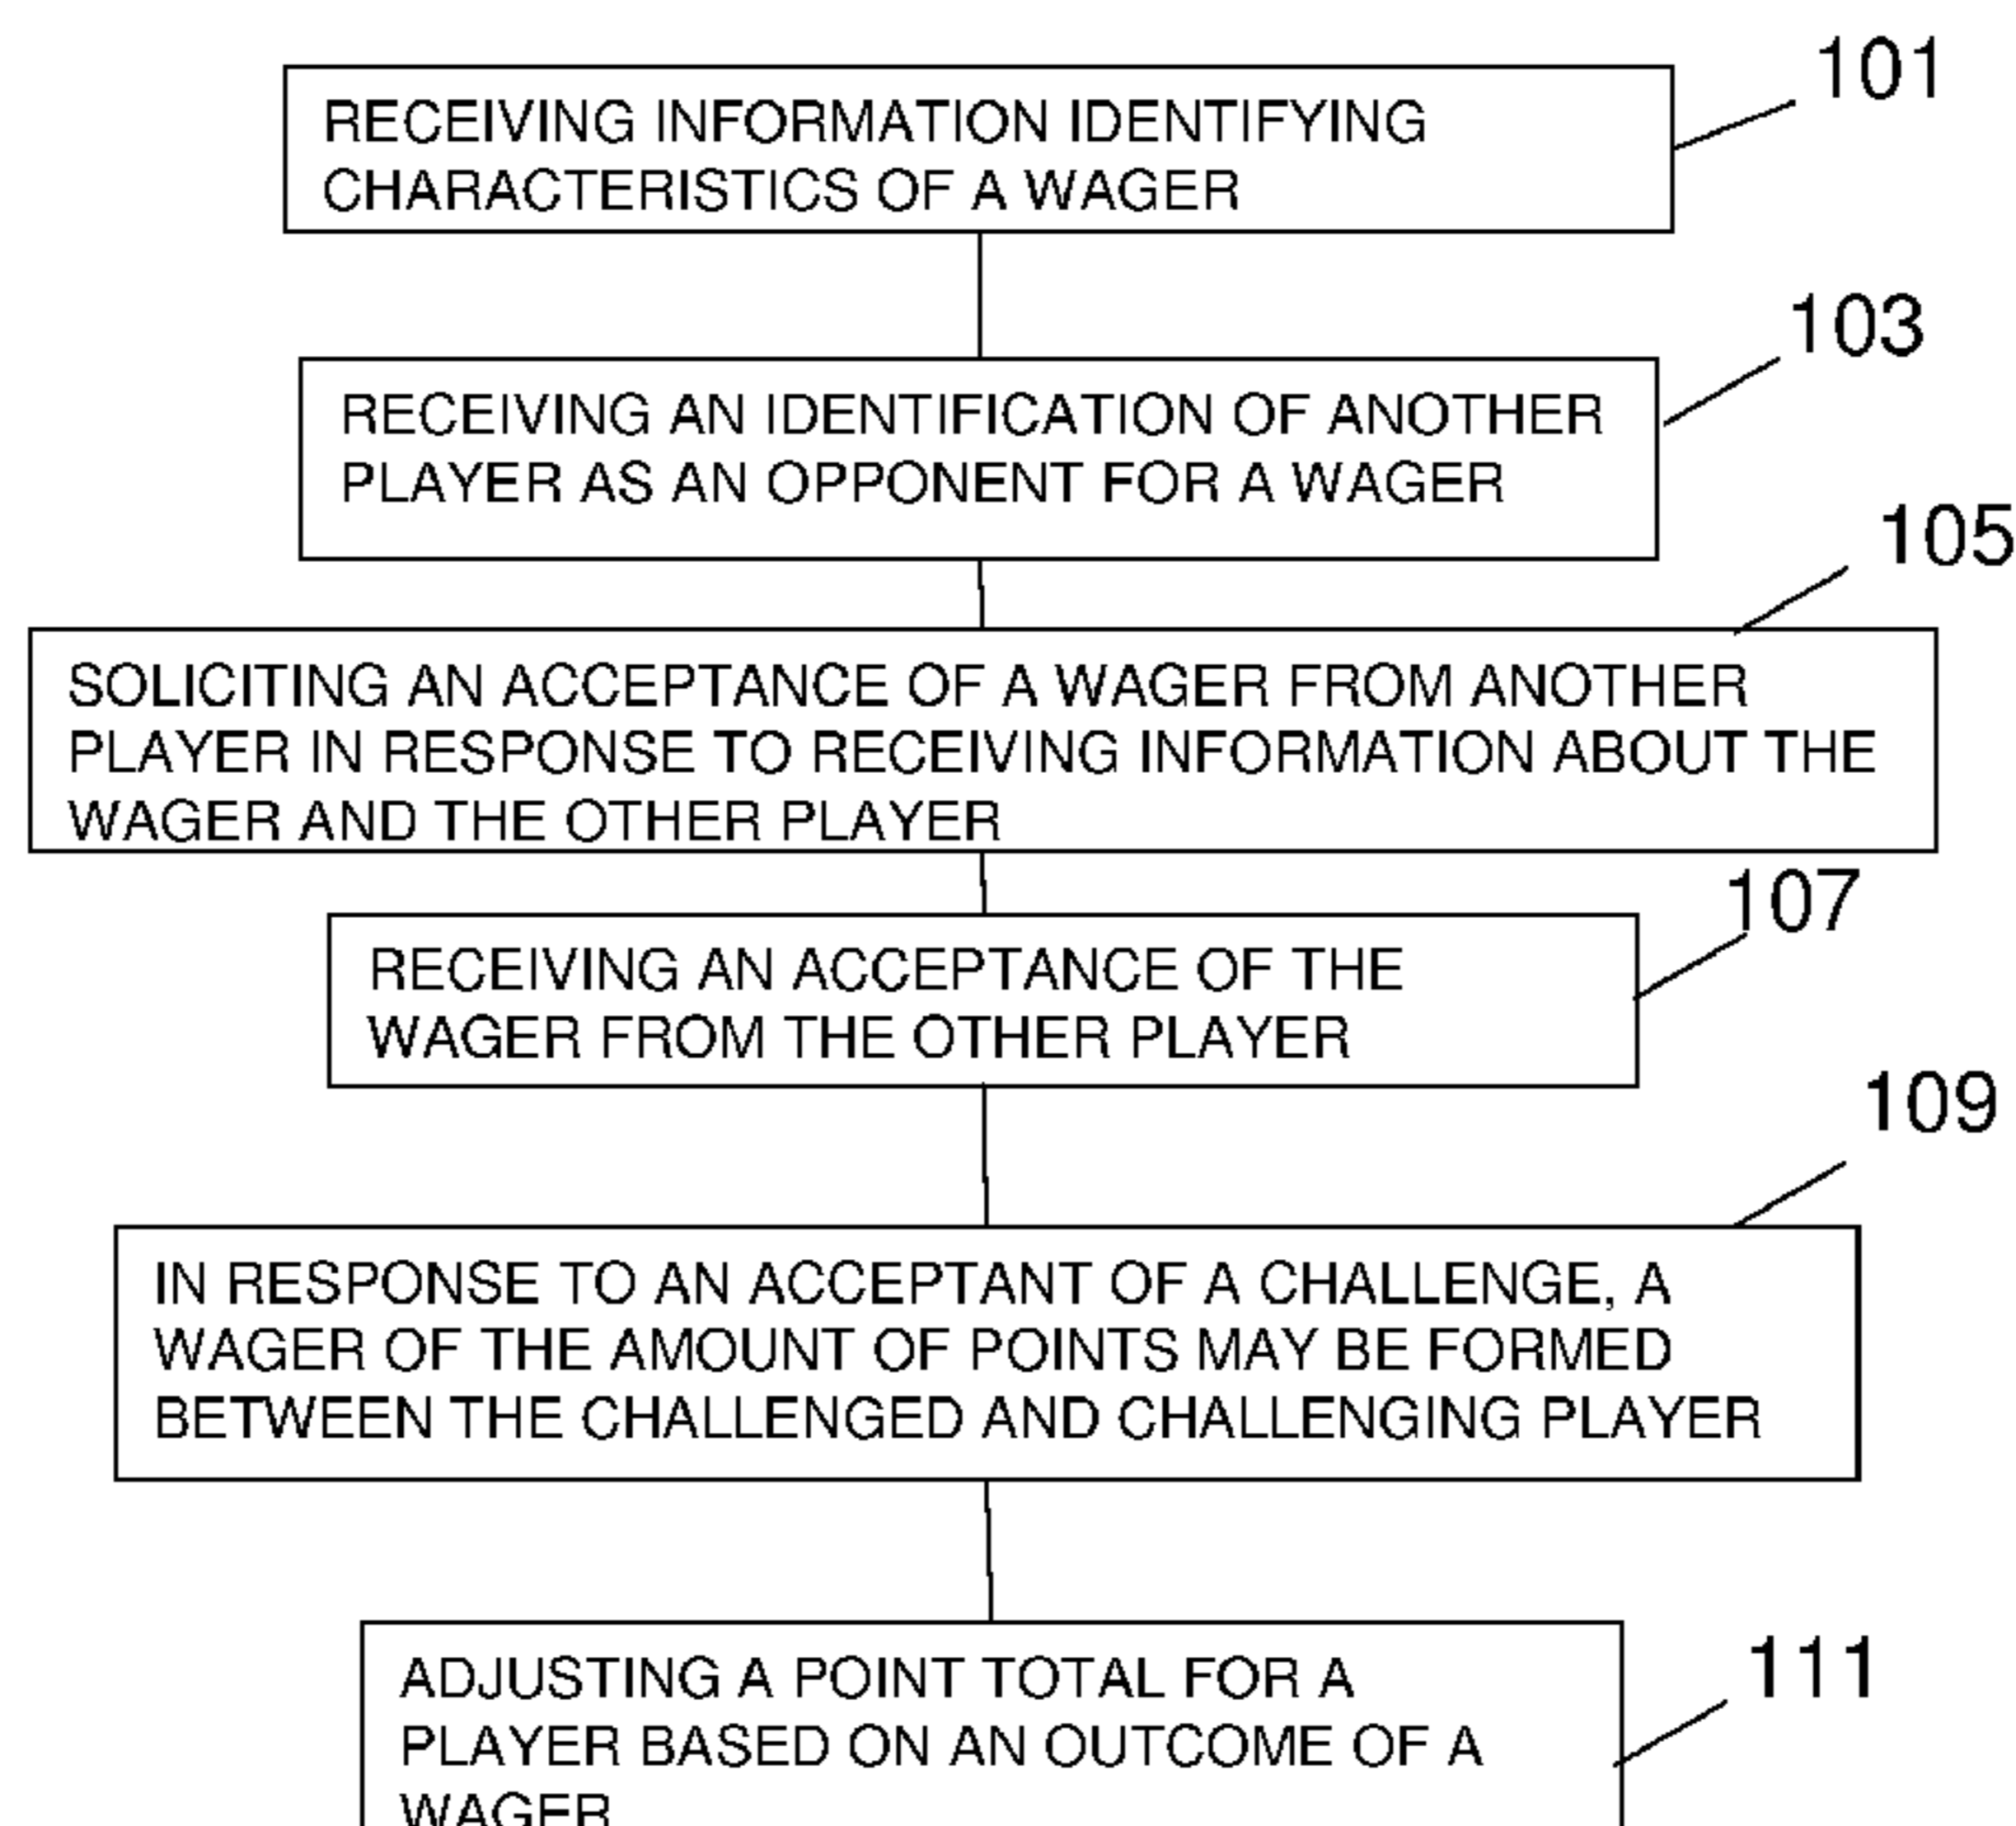 101
RECEIVING INFORMATION IDENTIFYING
CHARACTERISTICS OF A WAGER
103
RECEIVING AN IDENTIFICATION OF ANOTHER
PLAYER AS AN OPPONENT FOR A WAGER
105
SOLICITING AN ACCEPTANCE OF A WAGER FROM ANOTHER
PLAYER IN RESPONSE TO RECEIVING INFORMATION ABOUT THE
WAGER AND THE OTHER PLAYER
107
RECEIVING AN ACCEPTANCE OF THE
WAGER FROM THE OTHER PLAYER
109
IN RESPONSE TO AN ACCEPTANT OF A CHALLENGE, A
WAGER OF THE AMOUNT OF POINTS MAY BE FORMED
BETWEEN THE CHALLENGED AND CHALLENGING PLAYER
111
ADJUSTING A POINT TOTAL FOR A
PLAYER BASED ON AN OUTCOME OF A
WAGER